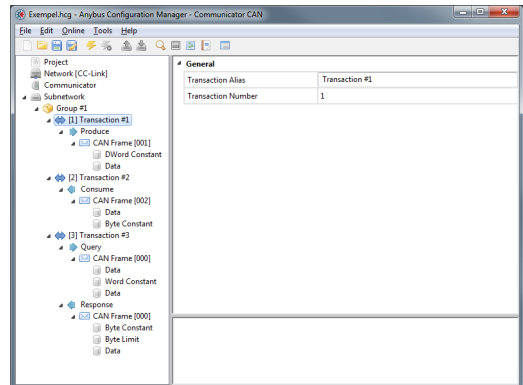 Exempel.hcg - Anybus Configuration Manager - Communicator CAN
File Edit Online Tools Help
Project
Network [CC-Link]
Communicator
Subnetwork
Group #1
[1] Transaction #1
Produce
CAN Frame [001]
DWord Constant
Data
[2] Transaction #2
Consume
CAN Frame [002]
Data
Byte Constant
[3] Transaction #3
Query
CAN Frame [000]
Data
Word Constant
Data
Response
CAN Frame [000]
Byte Constant
Byte Limit
Data
General
Transaction Alias Transaction #1
Transaction Number 1